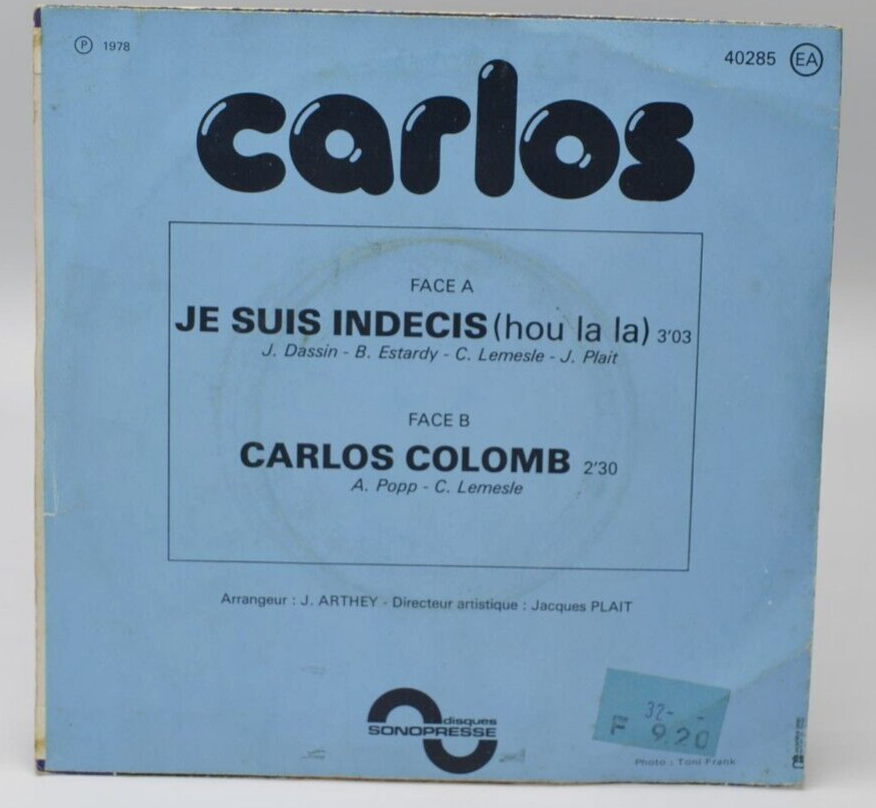 Ⓟ 1978
40285 EA
carlos
FACE A
JE SUIS INDECIS (hou la la) 3'03
J. Dassin - B. Estardy - C. Lemesle - J. Plait
FACE B
CARLOS COLOMB 2'30
A. Popp - C. Lemesle
Arrangeur : J. ARTHEY - Directeur artistique : Jacques PLAIT
disques
SONOPRESSE
32-
F 9.20
Photo : Toni Frank